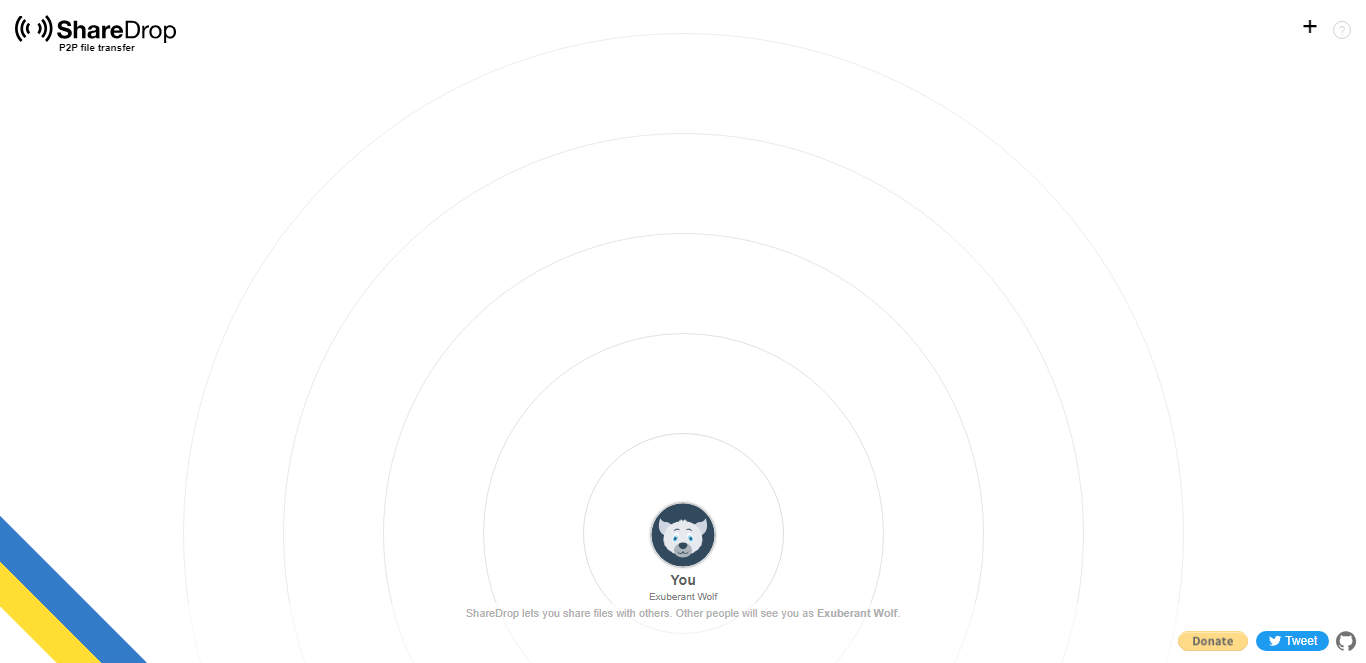 ShareDrop
P2P file transfer
+
?
You
Exuberant Wolf
ShareDrop lets you share files with others. Other people will see you as Exuberant Wolf.
Donate
Tweet